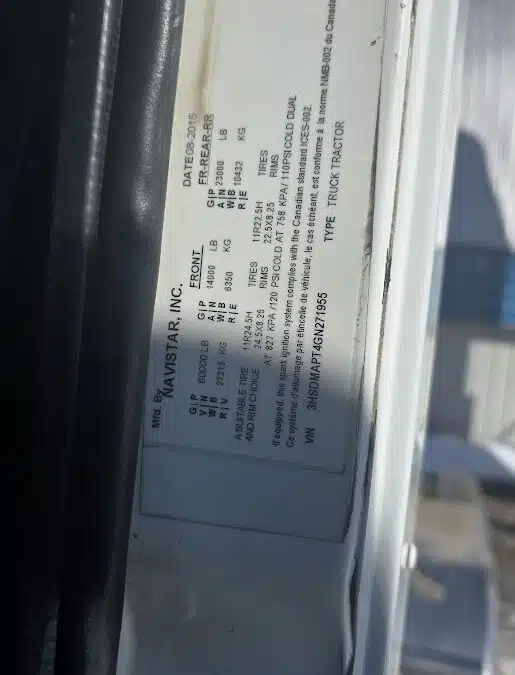 Mfd. By
NAVISTAR, INC. DATE 08-2015
G|P FRONT FR-REAR-RR
V|N 60000 LB G|P G|P
W|B A|N 14000 LB A|N 23000 LB
R|V 27215 KG W|B W|B
R|E 6350 KG R|E 10432 KG
A SUITABLE TIRE 11R24.5H TIRES 11R22.5H TIRES
AND RIM CHOICE 24.5X8.25 RIMS 22.5X8.25 RIMS
AT 827 KPA /120 PSI COLD AT 758 KPA/ 110PSI COLD DUAL
If equipped, this spark ignition system complies with the Canadian standard ICES-002.
Ce système d'allumage par étincelle de véhicule, le cas échéant, est conforme à la norme NMB-002 du Canada
VIN 3HSDMAPT4GN271955 TYPE TRUCK TRACTOR